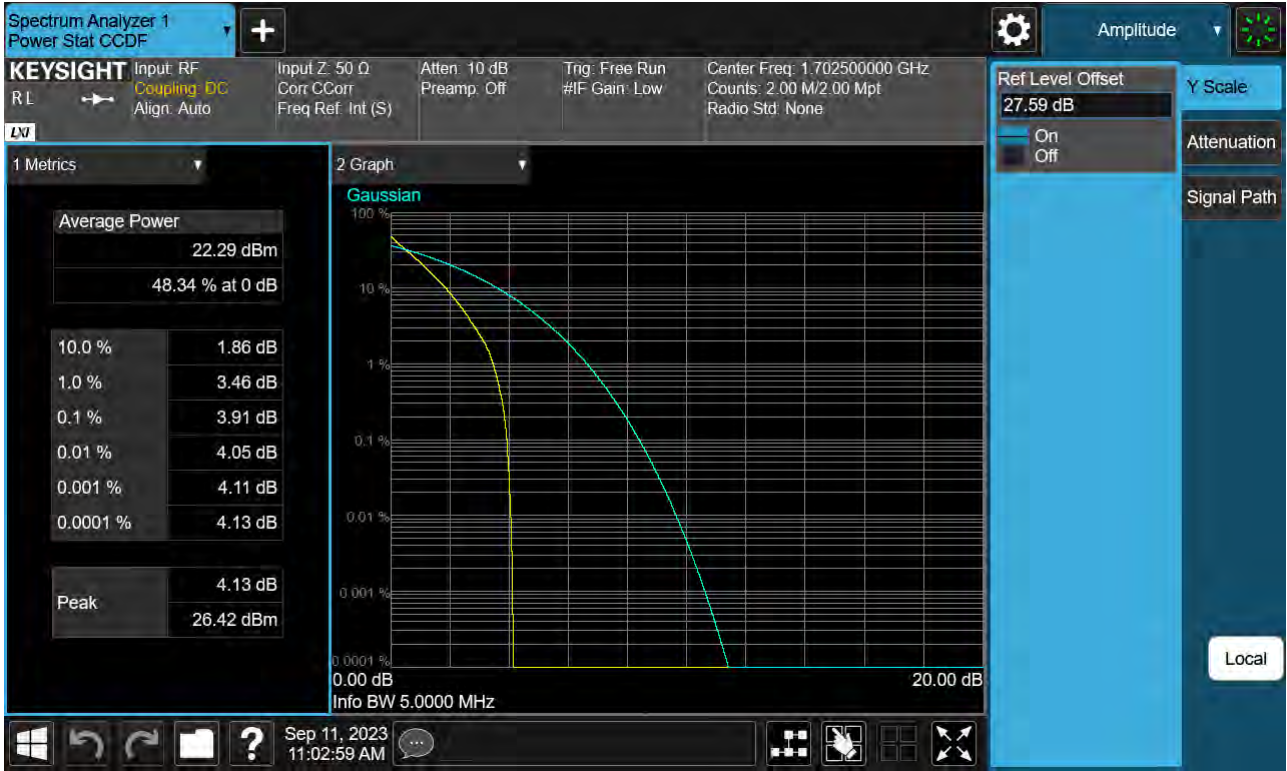 Spectrum Analyzer 1
Power Stat CCDF
+
Amplitude
KEYSIGHT
RL
LXI
Input: RF
Coupling: DC
Align: Auto
Input Z: 50 Ω
Corr CCorr
Freq Ref: Int (S)
Atten: 10 dB
Preamp: Off
Trig: Free Run
#IF Gain: Low
Center Freq: 1.702500000 GHz
Counts: 2.00 M/2.00 Mpt
Radio Std: None
Ref Level Offset
27.59 dB
On
Off
Y Scale
Attenuation
Signal Path
Local
1 Metrics
Average Power
22.29 dBm
48.34 % at 0 dB
10.0 % 1.86 dB
1.0 % 3.46 dB
0.1 % 3.91 dB
0.01 % 4.05 dB
0.001 % 4.11 dB
0.0001 % 4.13 dB
Peak
4.13 dB
26.42 dBm
2 Graph
Gaussian
100 %
10 %
1 %
0.1 %
0.01 %
0.001 %
0.0001 %
0.00 dB 20.00 dB
Info BW 5.0000 MHz
?
Sep 11, 2023
11:02:59 AM